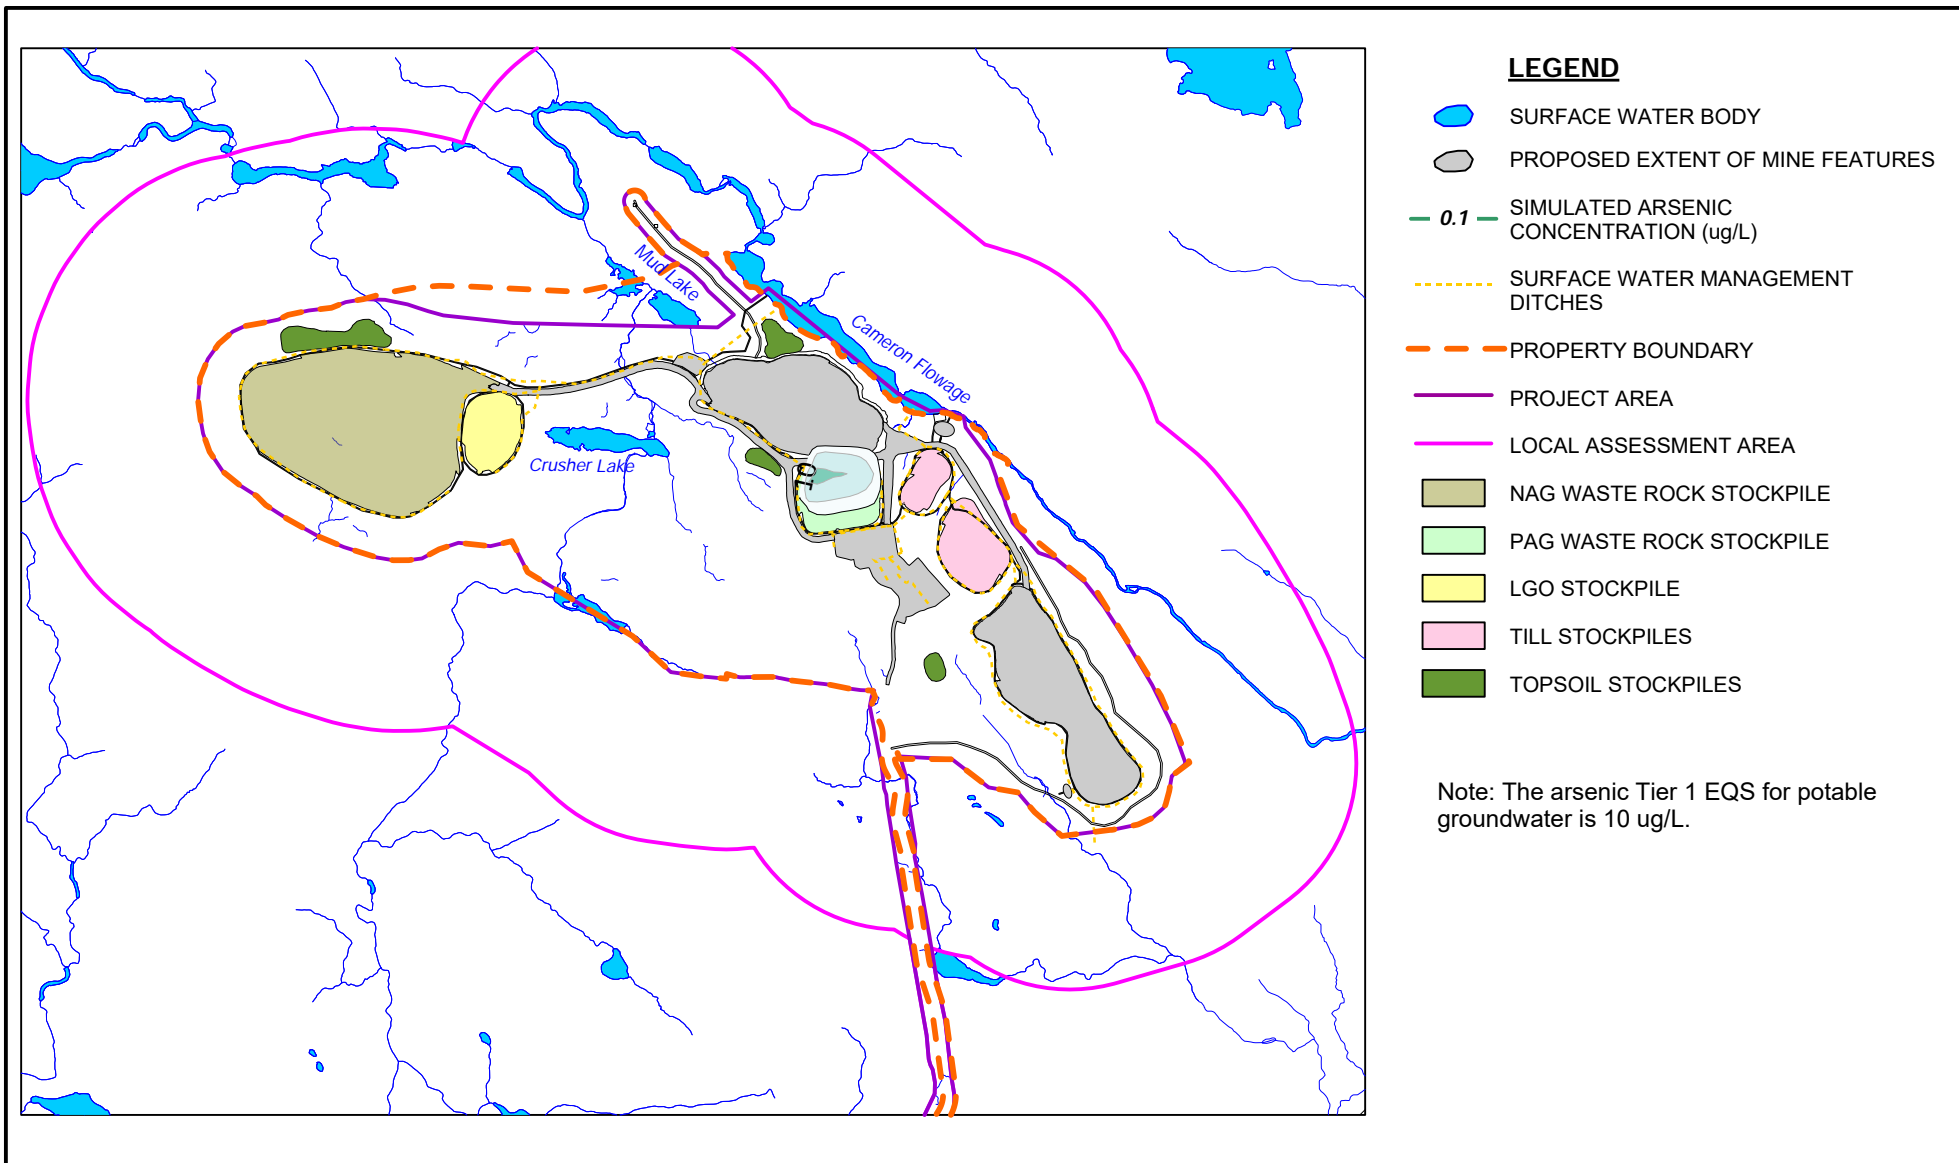 LEGEND
SURFACE WATER BODY
PROPOSED EXTENT OF MINE FEATURES
0.1
SIMULATED ARSENIC
CONCENTRATION (ug/L)
SURFACE WATER MANAGEMENT
DITCHES
PROPERTY BOUNDARY
PROJECT AREA
LOCAL ASSESSMENT AREA
NAG WASTE ROCK STOCKPILE
PAG WASTE ROCK STOCKPILE
LGO STOCKPILE
TILL STOCKPILES
TOPSOIL STOCKPILES
Note: The arsenic Tier 1 EQS for potable
groundwater is 10 ug/L.
Mud Lake
Cameron Flowage
Crusher Lake